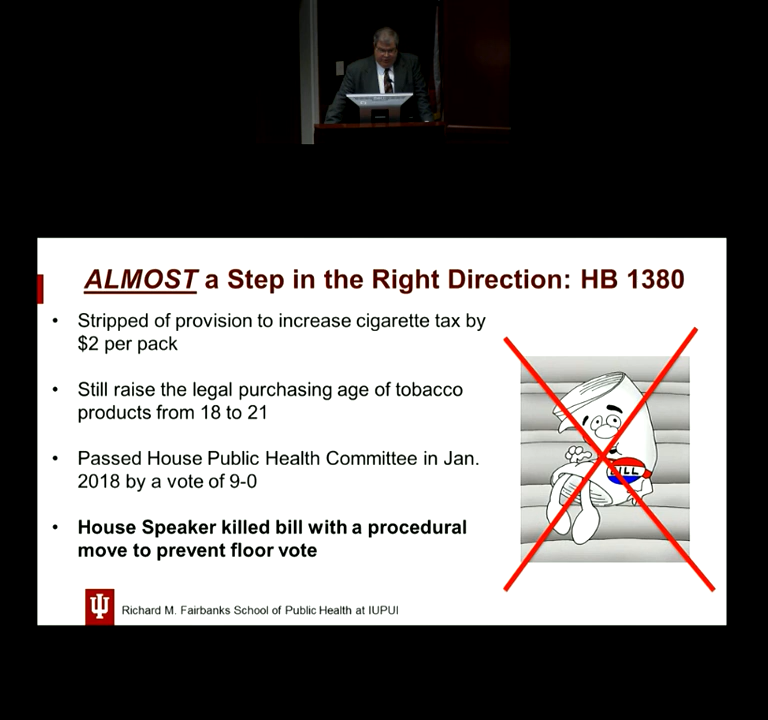 ALMOST a Step in the Right Direction: HB 1380
• Stripped of provision to increase cigarette tax by
$2 per pack
• Still raise the legal purchasing age of tobacco
products from 18 to 21
• Passed House Public Health Committee in Jan.
2018 by a vote of 9-0
• House Speaker killed bill with a procedural
move to prevent floor vote
BILL
Richard M. Fairbanks School of Public Health at IUPUI